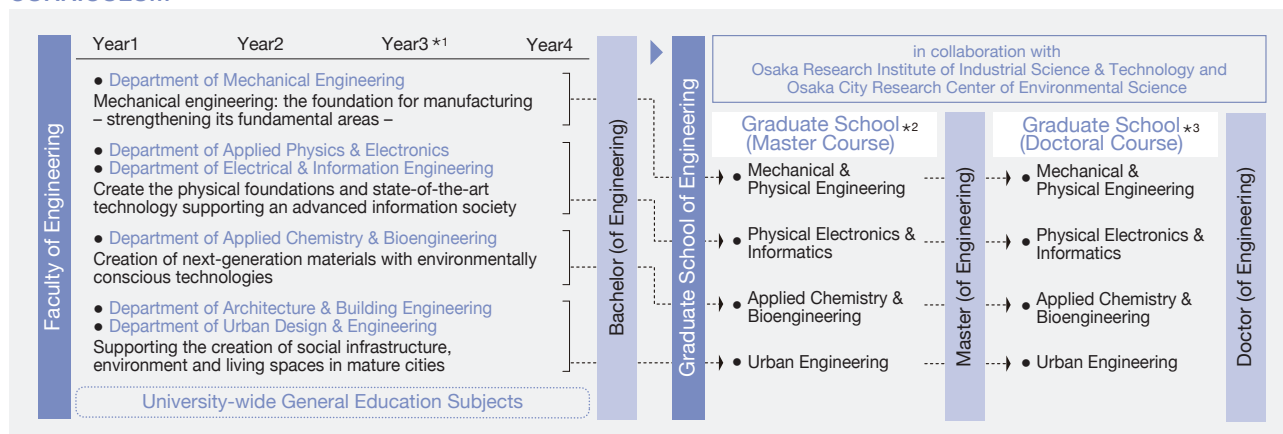 Faculty of Engineering
Year1 Year2 Year3 *1 Year4
● Department of Mechanical Engineering
Mechanical engineering: the foundation for manufacturing
– strengthening its fundamental areas –
● Department of Applied Physics & Electronics
● Department of Electrical & Information Engineering
Create the physical foundations and state-of-the-art
technology supporting an advanced information society
● Department of Applied Chemistry & Bioengineering
Creation of next-generation materials with environmentally
conscious technologies
● Department of Architecture & Building Engineering
● Department of Urban Design & Engineering
Supporting the creation of social infrastructure,
environment and living spaces in mature cities
University-wide General Education Subjects
Bachelor (of Engineering)
Graduate School of Engineering
in collaboration with
Osaka Research Institute of Industrial Science & Technology and
Osaka City Research Center of Environmental Science
Graduate School *2
(Master Course)
● Mechanical &
Physical Engineering
● Physical Electronics &
Informatics
● Applied Chemistry &
Bioengineering
● Urban Engineering
Master (of Engineering)
Graduate School *3
(Doctoral Course)
● Mechanical &
Physical Engineering
● Physical Electronics &
Informatics
● Applied Chemistry &
Bioengineering
● Urban Engineering
Doctor (of Engineering)